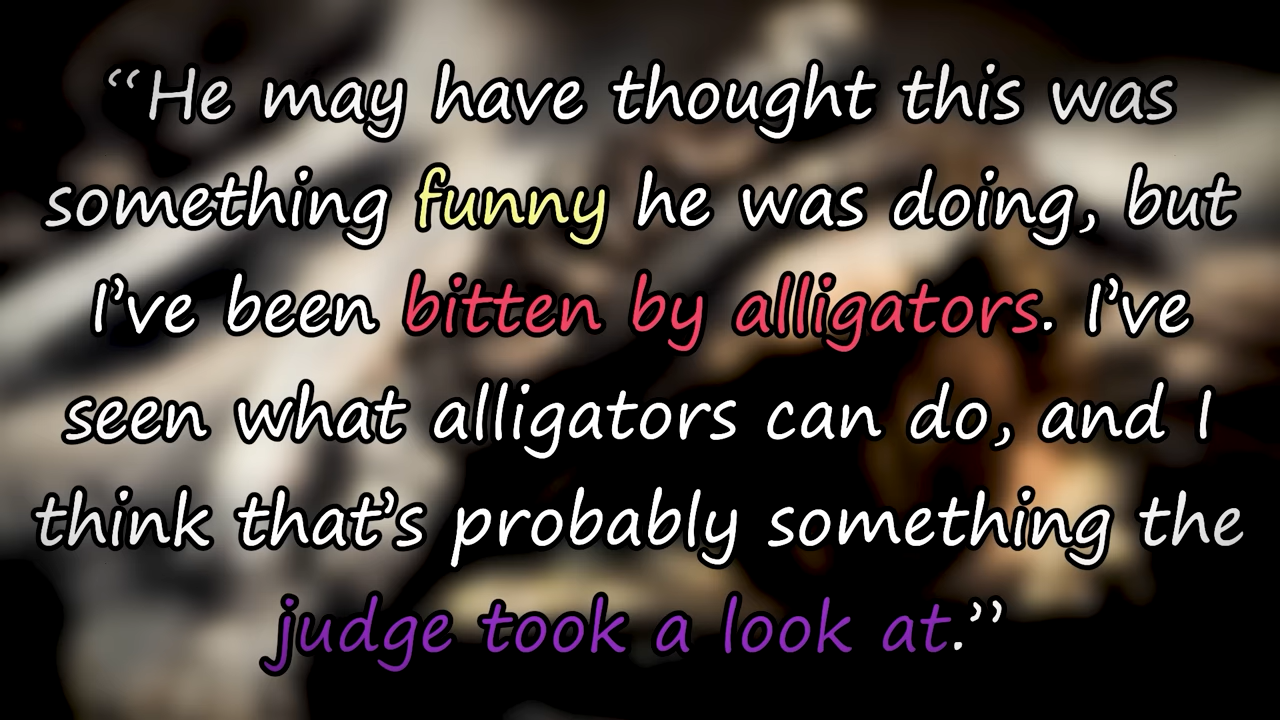 “He may have thought this was
something funny he was doing, but
I’ve been bitten by alligators. I’ve
seen what alligators can do, and I
think that’s probably something the
judge took a look at.”